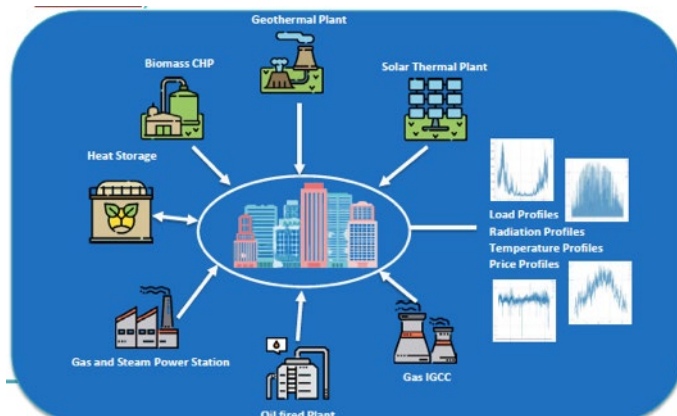 Geothermal Plant
Biomass CHP
Solar Thermal Plant
Heat Storage
Load Profiles
Radiation Profiles
Temperature Profiles
Price Profiles
Gas and Steam Power Station
Gas IGCC
Oil fired Plant